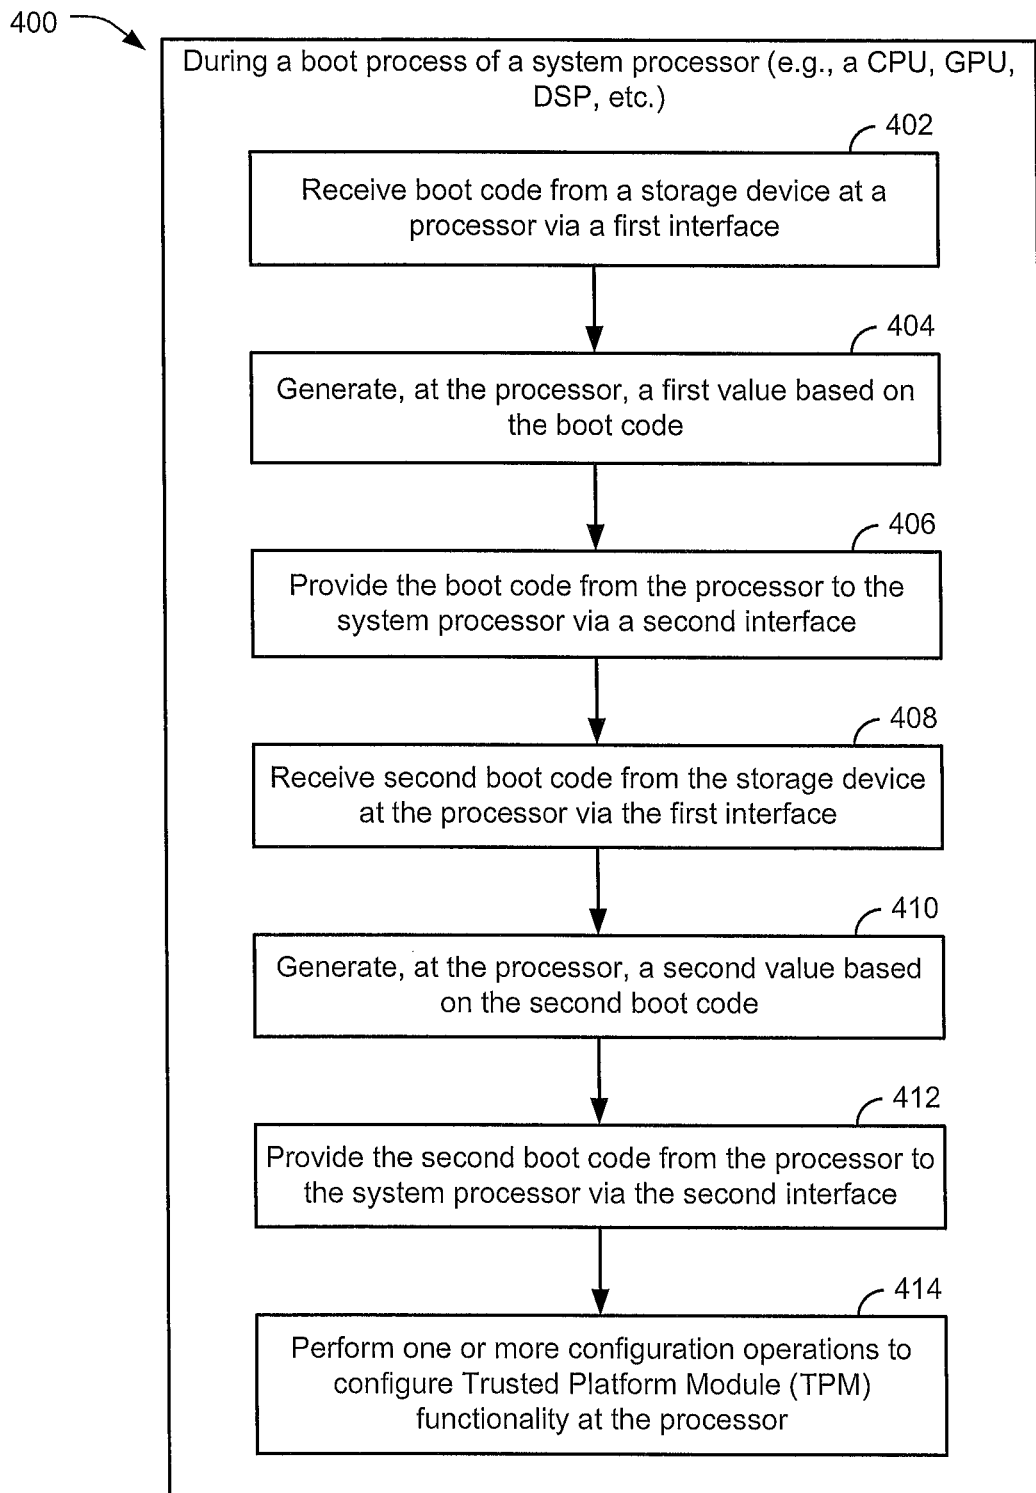 400
During a boot process of a system processor (e.g., a CPU, GPU,
DSP, etc.)
402
Receive boot code from a storage device at a
processor via a first interface
404
Generate, at the processor, a first value based on
the boot code
406
Provide the boot code from the processor to the
system processor via a second interface
408
Receive second boot code from the storage device
at the processor via the first interface
410
Generate, at the processor, a second value based
on the second boot code
412
Provide the second boot code from the processor to
the system processor via the second interface
414
Perform one or more configuration operations to
configure Trusted Platform Module (TPM)
functionality at the processor